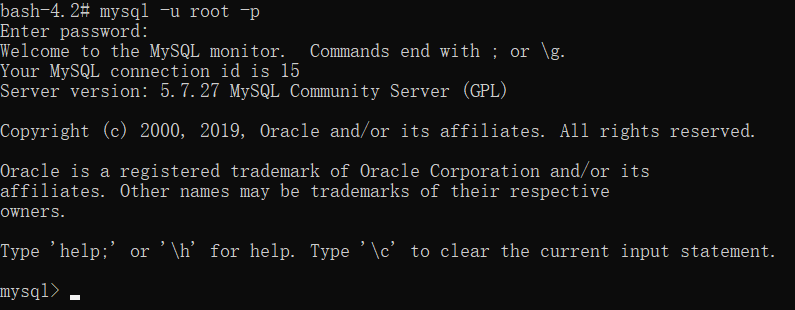 bash-4.2# mysql -u root -p
Enter password:
Welcome to the MySQL monitor.  Commands end with ; or \g.
Your MySQL connection id is 15
Server version: 5.7.27 MySQL Community Server (GPL)
Copyright (c) 2000, 2019, Oracle and/or its affiliates. All rights reserved.
Oracle is a registered trademark of Oracle Corporation and/or its
affiliates. Other names may be trademarks of their respective
owners.
Type 'help;' or '\h' for help. Type '\c' to clear the current input statement.
mysql>